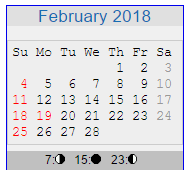 February 2018
Su Mo Tu We Th Fr Sa
1 2 3
4 5 6 7 8 9 10
11 12 13 14 15 16 17
18 19 20 21 22 23 24
25 26 27 28
7: 15: 23: